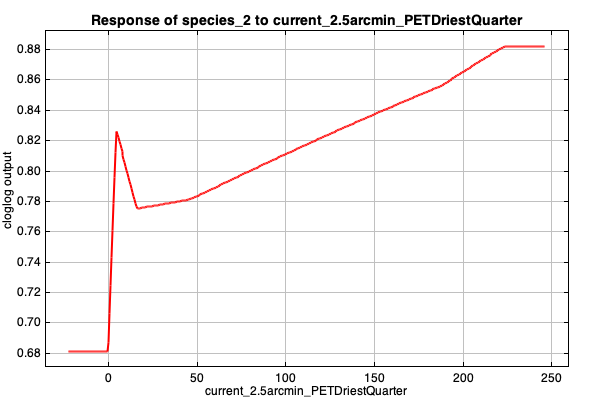 Response of species_2 to current_2.5arcmin_PETDriestQuarter
cloglog output
0.88
0.86
0.84
0.82
0.80
0.78
0.76
0.74
0.72
0.70
0.68
0 50 100 150 200 250
current_2.5arcmin_PETDriestQuarter